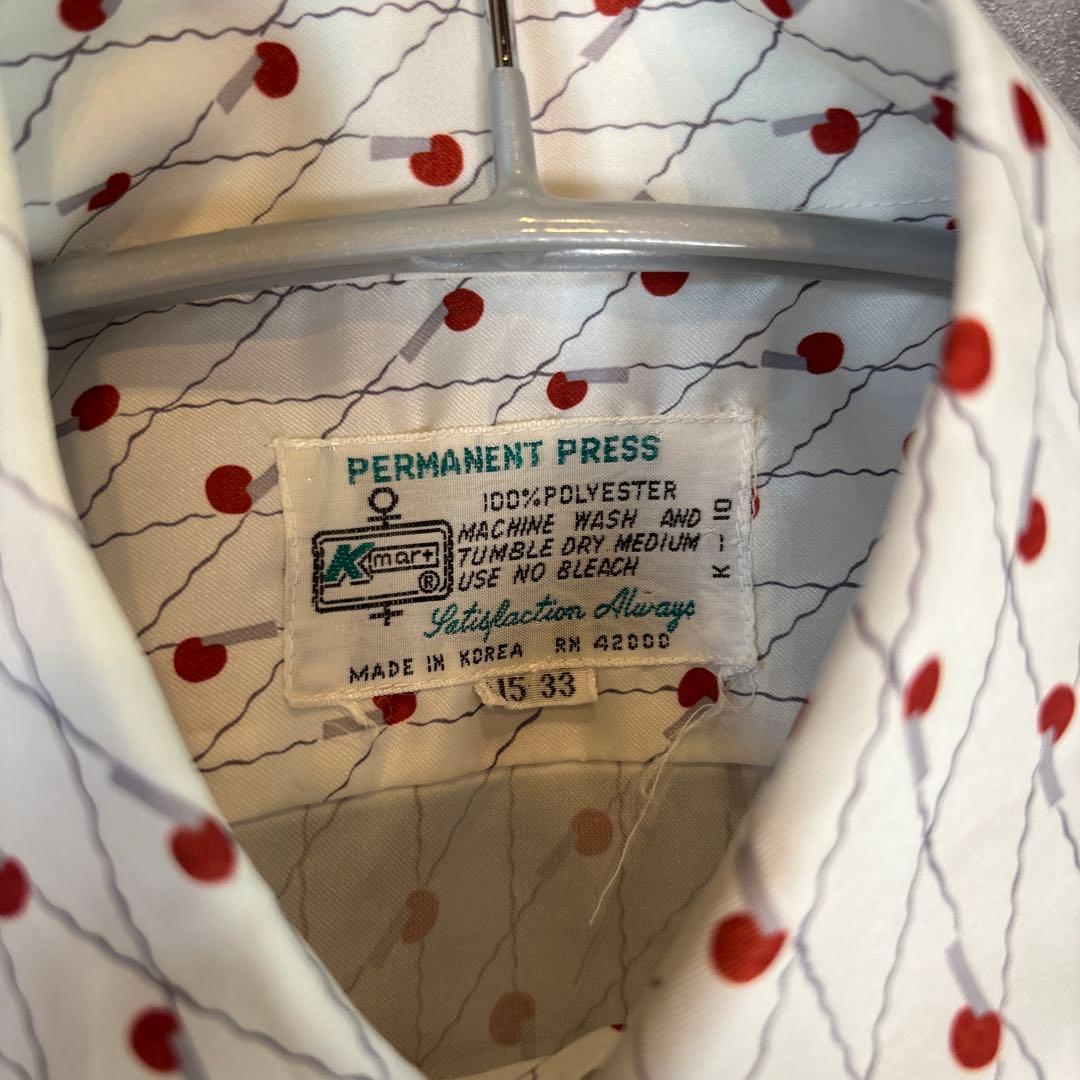 PERMANENT PRESS
100% POLYESTER
MACHINE WASH AND
TUMBLE DRY MEDIUM
USE NO BLEACH
K-10
Kmart ®
Satisfaction Always
MADE IN KOREA RN 42000
15 33